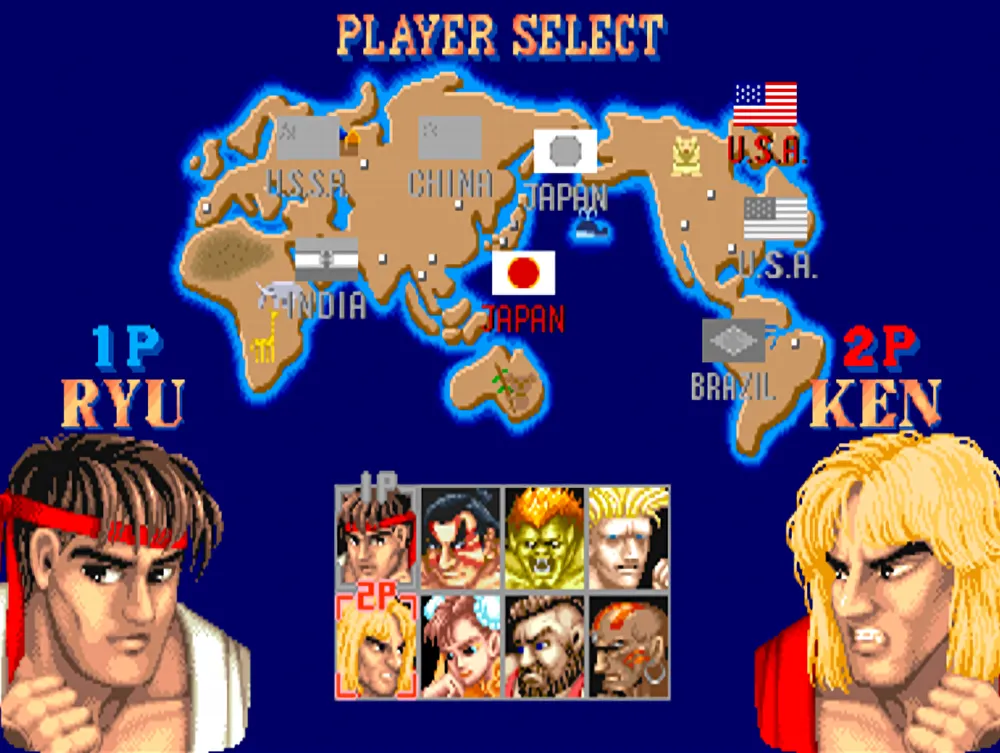 PLAYER SELECT
U.S.A.
U.S.S.R.
CHINA
JAPAN
U.S.A.
INDIA
JAPAN
1P
RYU
BRAZIL
2P
KEN
1P
2P